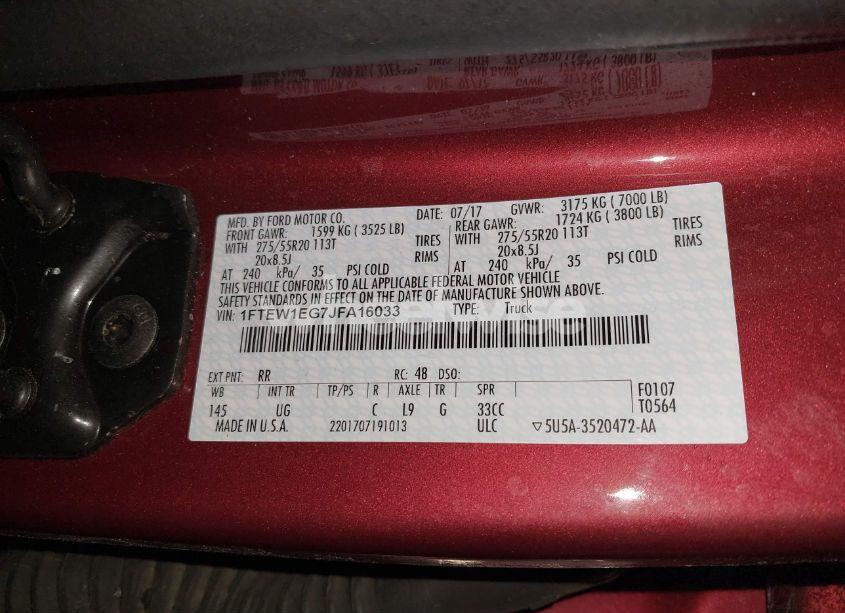 MFD. BY FORD MOTOR CO. DATE: 07/17 GVWR: 3175 KG ( 7000 LB)
FRONT GAWR: 1599 KG ( 3525 LB) REAR GAWR: 1724 KG ( 3800 LB)
WITH 275/55R20 113T TIRES WITH 275/55R20 113T TIRES
20x8.5J RIMS 20x8.5J RIMS
AT 240 kPa/ 35 PSI COLD AT 240 kPa/ 35 PSI COLD
THIS VEHICLE CONFORMS TO ALL APPLICABLE FEDERAL MOTOR VEHICLE
SAFETY STANDARDS IN EFFECT ON THE DATE OF MANUFACTURE SHOWN ABOVE.
VIN: 1FTEW1EG7JFA16033 TYPE: Truck
EXT PNT: RR RC: 48 DSO:
WB INT TR TP/PS R AXLE TR SPR F0107
145 UG C L9 G 33CC T0564
MADE IN U.S.A. 2201707191013 ULC ▽5U5A-3520472-AA